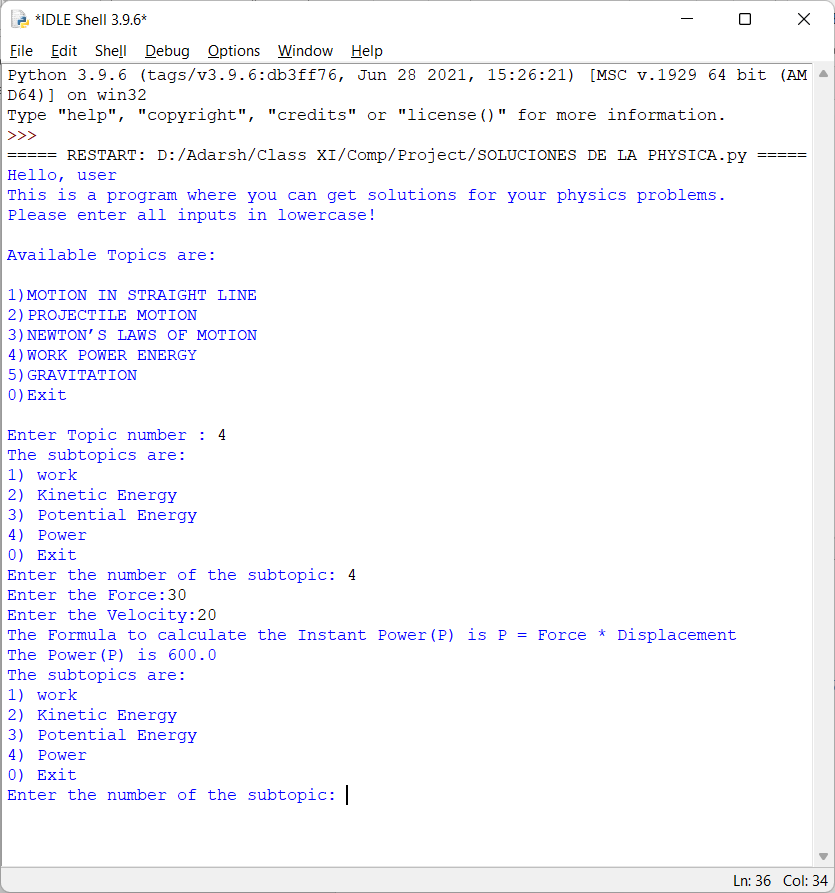 *IDLE Shell 3.9.6*
File Edit Shell Debug Options Window Help
Python 3.9.6 (tags/v3.9.6:db3ff76, Jun 28 2021, 15:26:21) [MSC v.1929 64 bit (AM
D64)] on win32
Type "help", "copyright", "credits" or "license()" for more information.
>>>
===== RESTART: D:/Adarsh/Class XI/Comp/Project/SOLUCIONES DE LA PHYSICA.py =====
Hello, user
This is a program where you can get solutions for your physics problems.
Please enter all inputs in lowercase!
Available Topics are:
1)MOTION IN STRAIGHT LINE
2)PROJECTILE MOTION
3)NEWTON’S LAWS OF MOTION
4)WORK POWER ENERGY
5)GRAVITATION
0)Exit
Enter Topic number : 4
The subtopics are:
1) work
2) Kinetic Energy
3) Potential Energy
4) Power
0) Exit
Enter the number of the subtopic: 4
Enter the Force:30
Enter the Velocity:20
The Formula to calculate the Instant Power(P) is P = Force * Displacement
The Power(P) is 600.0
The subtopics are:
1) work
2) Kinetic Energy
3) Potential Energy
4) Power
0) Exit
Enter the number of the subtopic:
Ln: 36 Col: 34